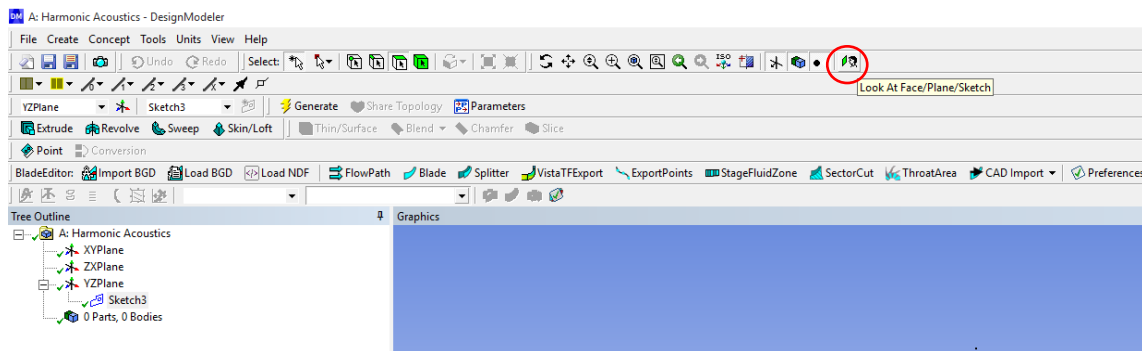 DM A: Harmonic Acoustics - DesignModeler
File Create Concept Tools Units View Help
Undo Redo Select: ISO
YZPlane Sketch3 Generate Share Topology Parameters
Look At Face/Plane/Sketch
Extrude Revolve Sweep Skin/Loft Thin/Surface Blend Chamfer Slice
Point Conversion
BladeEditor: Import BGD Load BGD Load NDF FlowPath Blade Splitter VistaTFExport ExportPoints StageFluidZone SectorCut ThroatArea CAD Import Preferences
Tree Outline Graphics
A: Harmonic Acoustics
XYPlane
ZXPlane
YZPlane
Sketch3
0 Parts, 0 Bodies